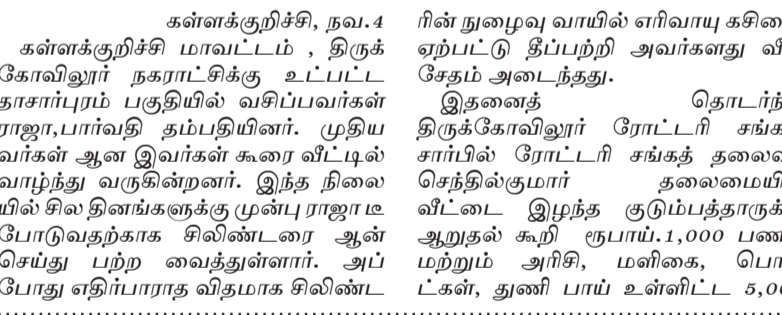 கள்ளக்குறிச்சி, நவ.4
கள்ளக்குறிச்சி மாவட்டம் , திருக்
கோவிலூர் நகராட்சிக்கு உட்பட்ட
தாசார்புரம் பகுதியில் வசிப்பவர்கள்
ராஜா,பார்வதி தம்பதியினர். முதிய
வர்கள் ஆன இவர்கள் கூரை வீட்டில்
வாழ்ந்து வருகின்றனர். இந்த நிலை
யில் சில தினங்களுக்கு முன்பு ராஜா டீ
போடுவதற்காக சிலிண்டரை ஆன்
செய்து பற்ற வைத்துள்ளார். அப்
போது எதிர்பாராத விதமாக சிலிண்ட
ரின் நுழைவு வாயில் எரிவாயு கசிவை
ஏற்பட்டு தீப்பற்றி அவர்களது வீ
சேதம் அடைந்தது.
இதனைத் தொடர்ந்
திருக்கோவிலூர் ரோட்டரி சங்க
சார்பில் ரோட்டரி சங்கத் தலைவ
செந்தில்குமார் தலைமையி
வீட்டை இழந்த குடும்பத்தாருக்
ஆறுதல் கூறி ரூபாய்.1,000 பண
மற்றும் அரிசி, மளிகை, பொ
ட்கள், துணி பாய் உள்ளிட்ட 5,00